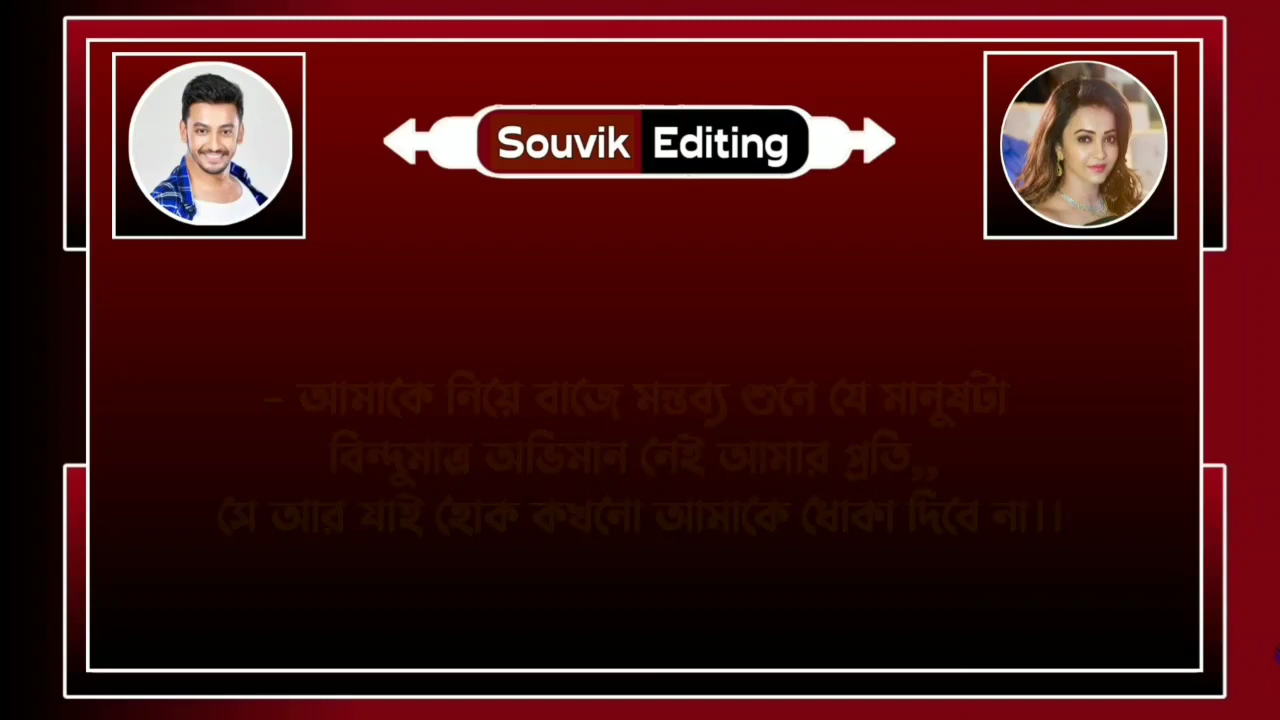 Souvik Editing
- আমাকে নিয়ে বাজে মন্তব্য শুনে যে মানুষটা
বিন্দুমাত্র অভিমান নেই আমার প্রতি,,
সে আর যাই হোক কখনো আমাকে ধোকা দিবে না।।